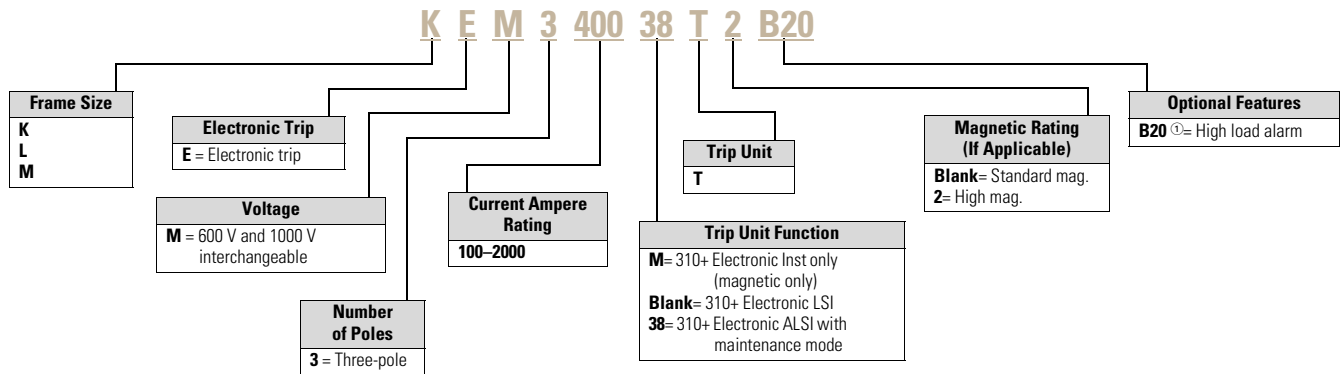 K E M 3 400 38 T 2 B20
Frame Size
K
L
M
Electronic Trip
E = Electronic trip
Voltage
M = 600 V and 1000 V
interchangeable
Number
of Poles
3 = Three-pole
Current Ampere
Rating
100–2000
Trip Unit
T
Trip Unit Function
M= 310+ Electronic Inst only
(magnetic only)
Blank= 310+ Electronic LSI
38= 310+ Electronic ALSI with
maintenance mode
Magnetic Rating
(If Applicable)
Blank= Standard mag.
2= High mag.
Optional Features
B20 ①= High load alarm